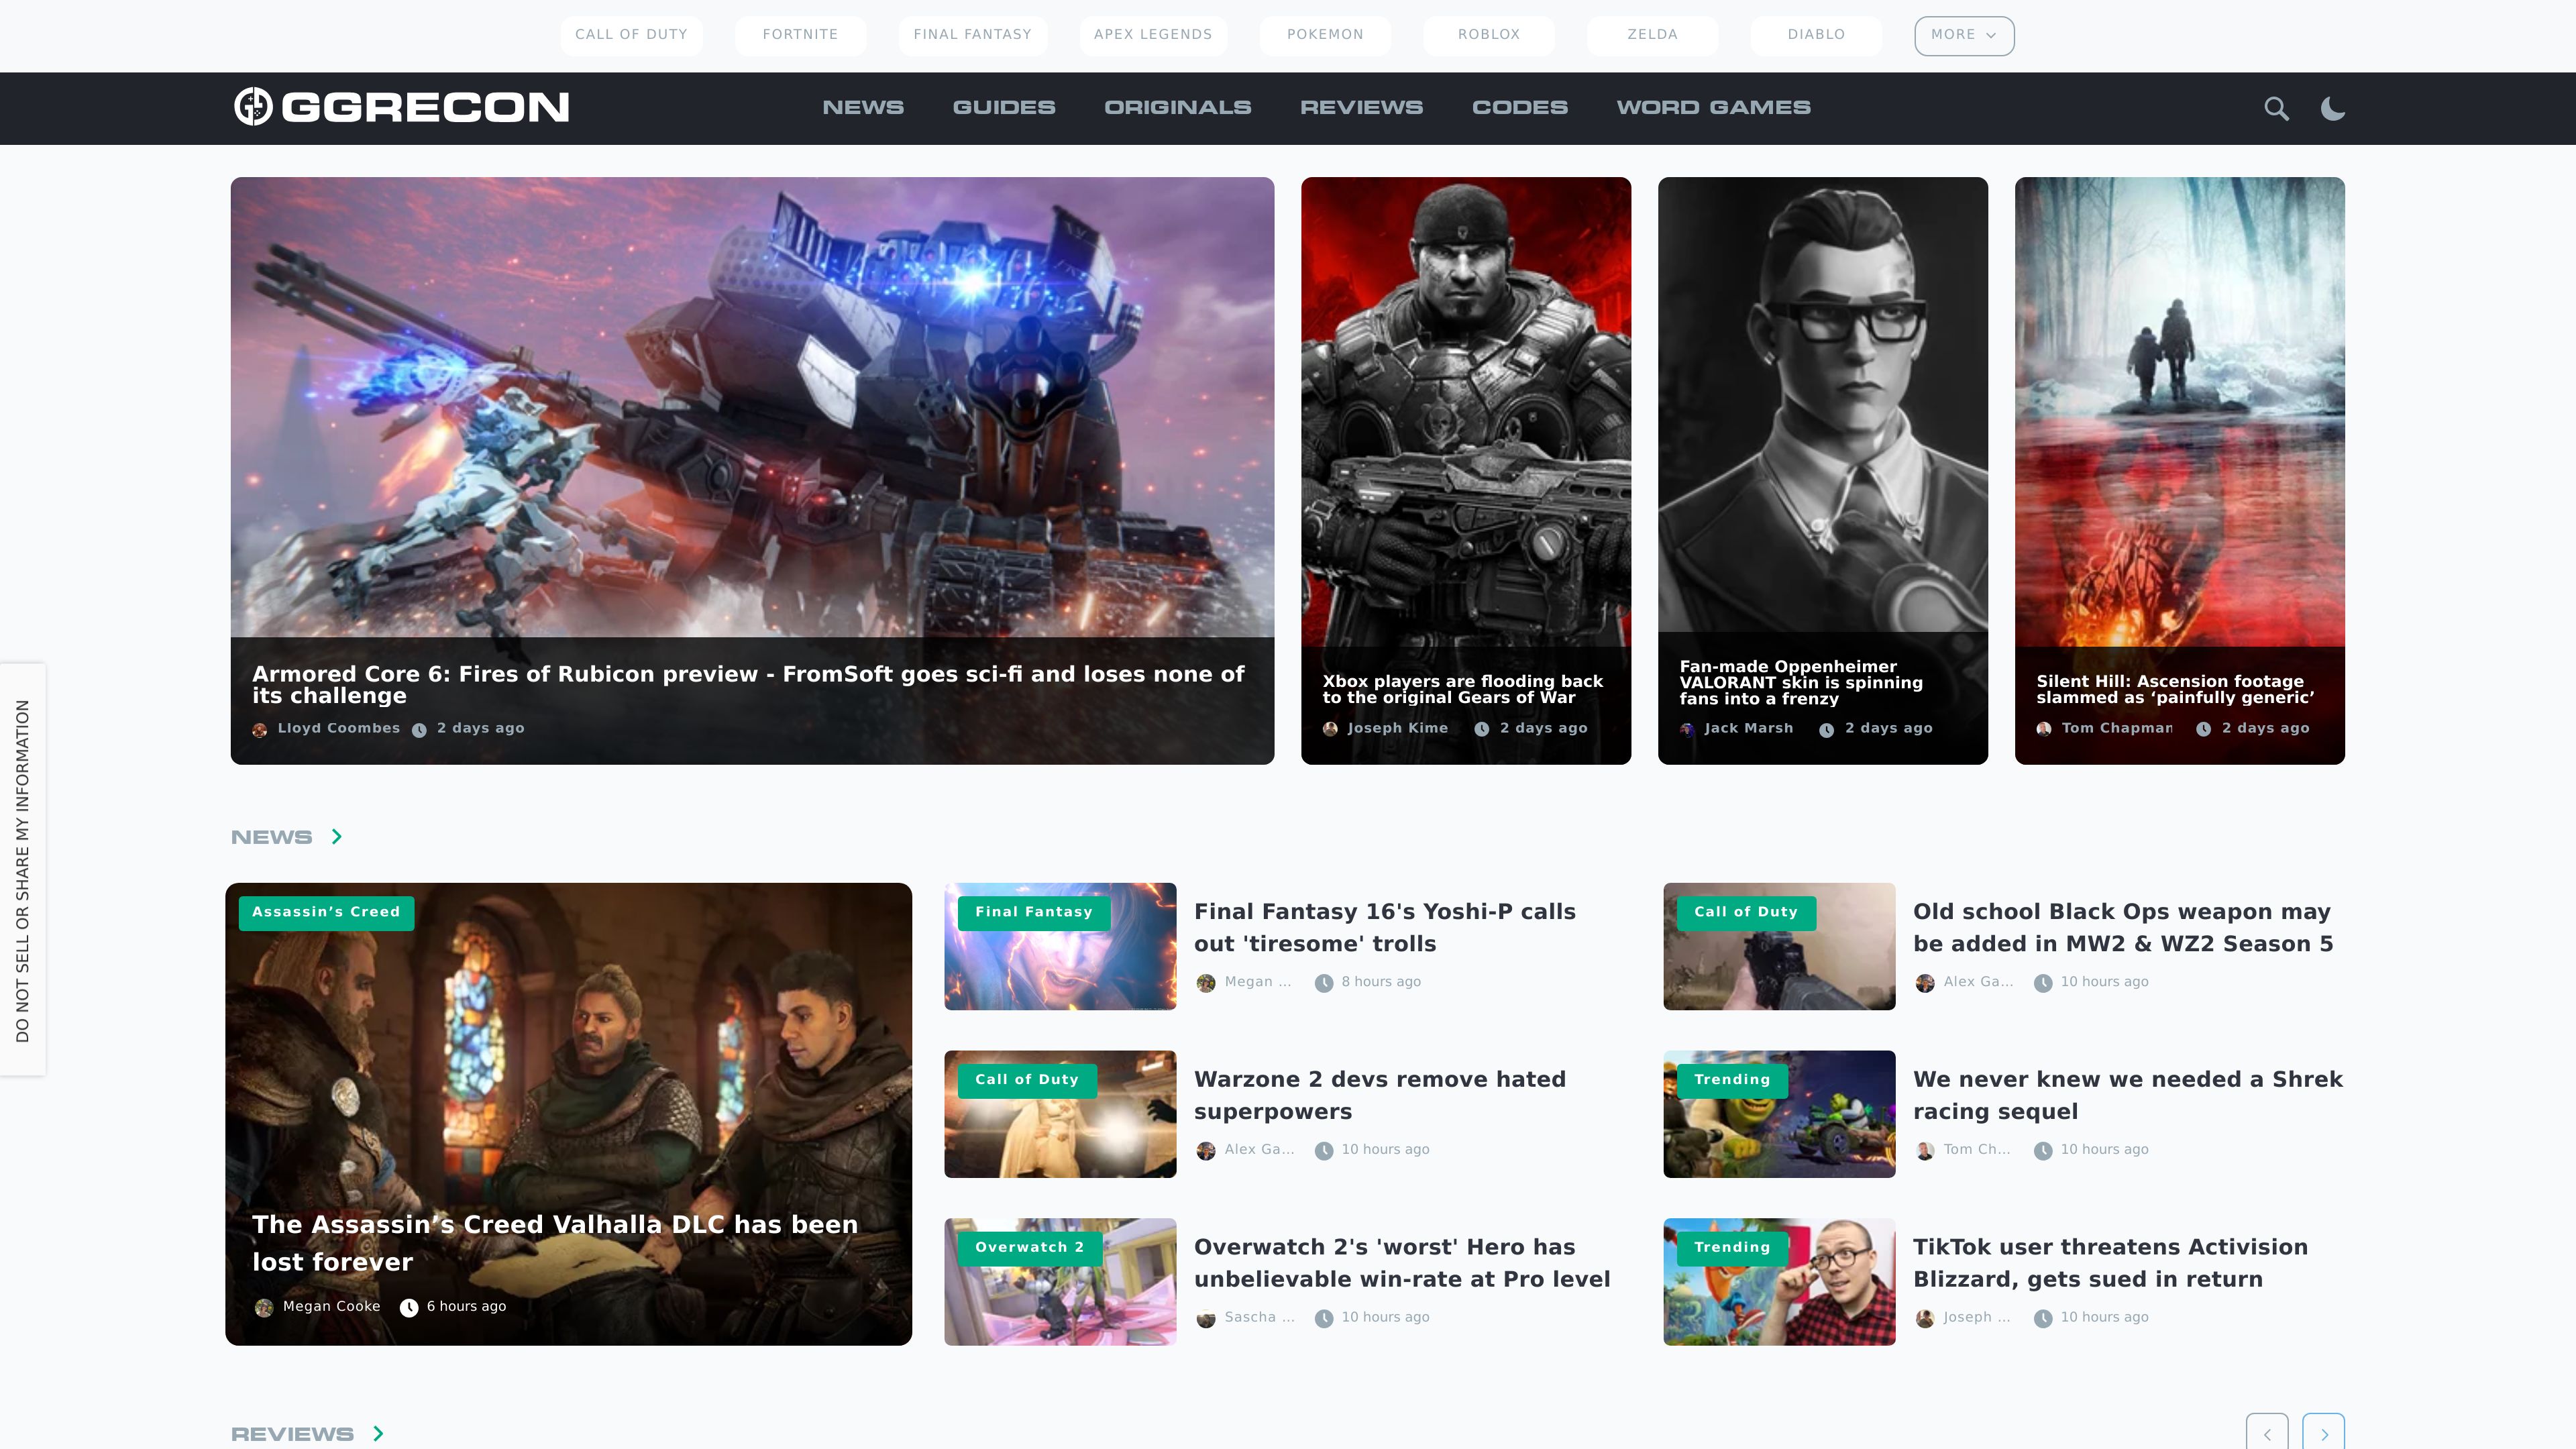 CALL OF DUTY
FORTNITE
FINAL FANTASY
APEX LEGENDS
POKEMON
ROBLOX
ZELDA
DIABLO
MORE
GGRECON
NEWS
GUIDES
ORIGINALS
REVIEWS
CODES
WORD GAMES
Armored Core 6: Fires of Rubicon preview - FromSoft goes sci-fi and loses none of
its challenge
Lloyd Coombes
2 days ago
Xbox players are flooding back
to the original Gears of War
Joseph Kime
2 days ago
Fan-made Oppenheimer
VALORANT skin is spinning
fans into a frenzy
Jack Marsh
2 days ago
Silent Hill: Ascension footage
slammed as ‘painfully generic’
Tom Chapman
2 days ago
DO NOT SELL OR SHARE MY INFORMATION
NEWS
Assassin’s Creed
The Assassin’s Creed Valhalla DLC has been
lost forever
Megan Cooke
6 hours ago
Final Fantasy
Final Fantasy 16's Yoshi-P calls
out 'tiresome' trolls
Megan ...
8 hours ago
Call of Duty
Old school Black Ops weapon may
be added in MW2 & WZ2 Season 5
Alex Ga...
10 hours ago
Call of Duty
Warzone 2 devs remove hated
superpowers
Alex Ga...
10 hours ago
Trending
We never knew we needed a Shrek
racing sequel
Tom Ch...
10 hours ago
Overwatch 2
Overwatch 2's 'worst' Hero has
unbelievable win-rate at Pro level
Sascha ...
10 hours ago
Trending
TikTok user threatens Activision
Blizzard, gets sued in return
Joseph ...
10 hours ago
REVIEWS